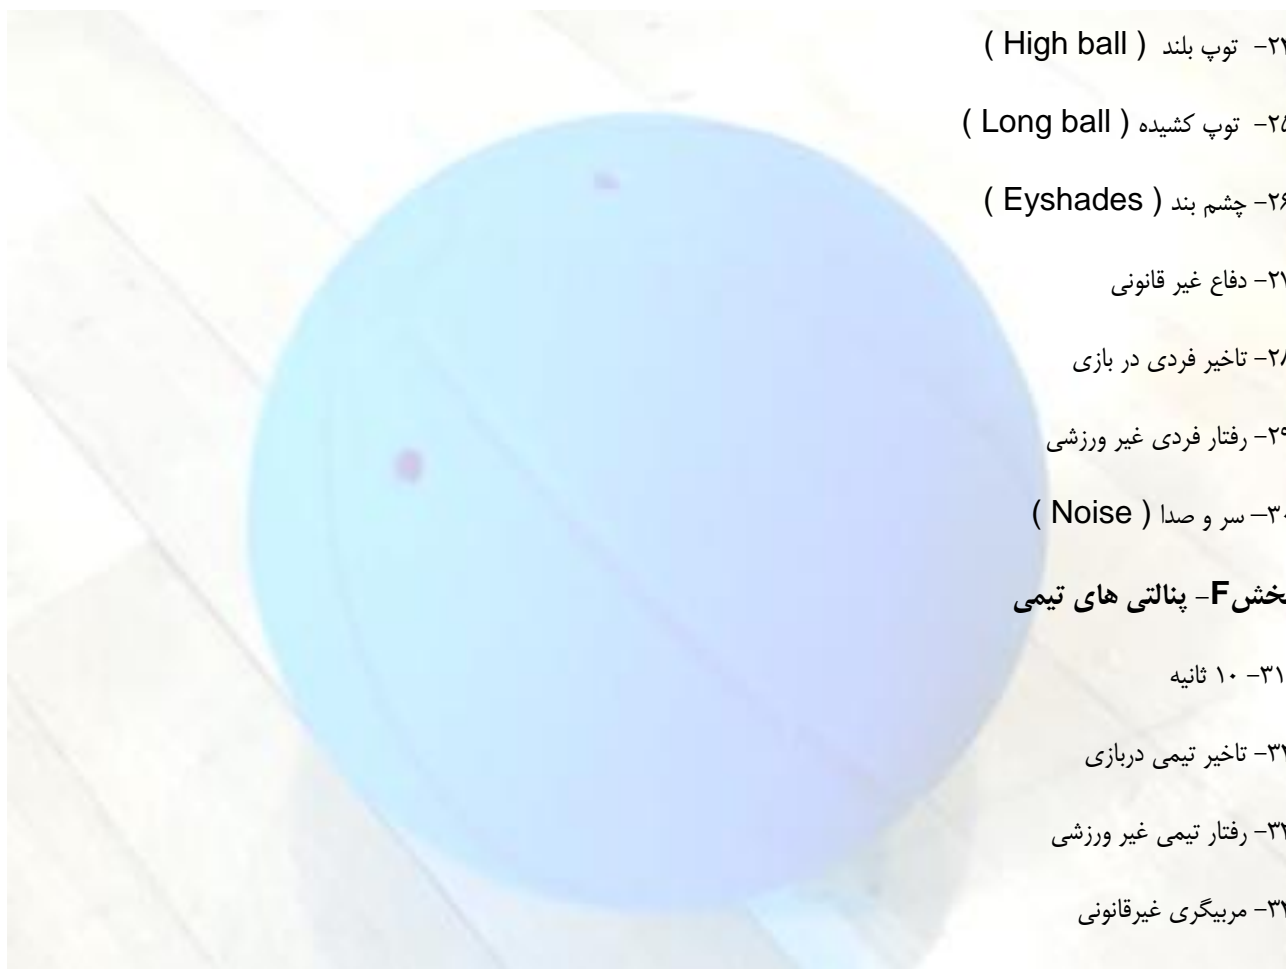 ۲۴- توپ بلند ( High ball )
۲۵- توپ کشیده ( Long ball )
۲۶- چشم بند ( Eyshades )
۲۷- دفاع غیر قانونی
۲۸- تاخیر فردی در بازی
۲۹- رفتار فردی غیر ورزشی
۳۰- سر و صدا ( Noise )
بخش F- پنالتی های تیمی
۳۱- ۱۰ ثانیه
۳۲- تاخیر تیمی دربازی
۳۳- رفتار تیمی غیر ورزشی
۳۴- مربیگری غیرقانونی